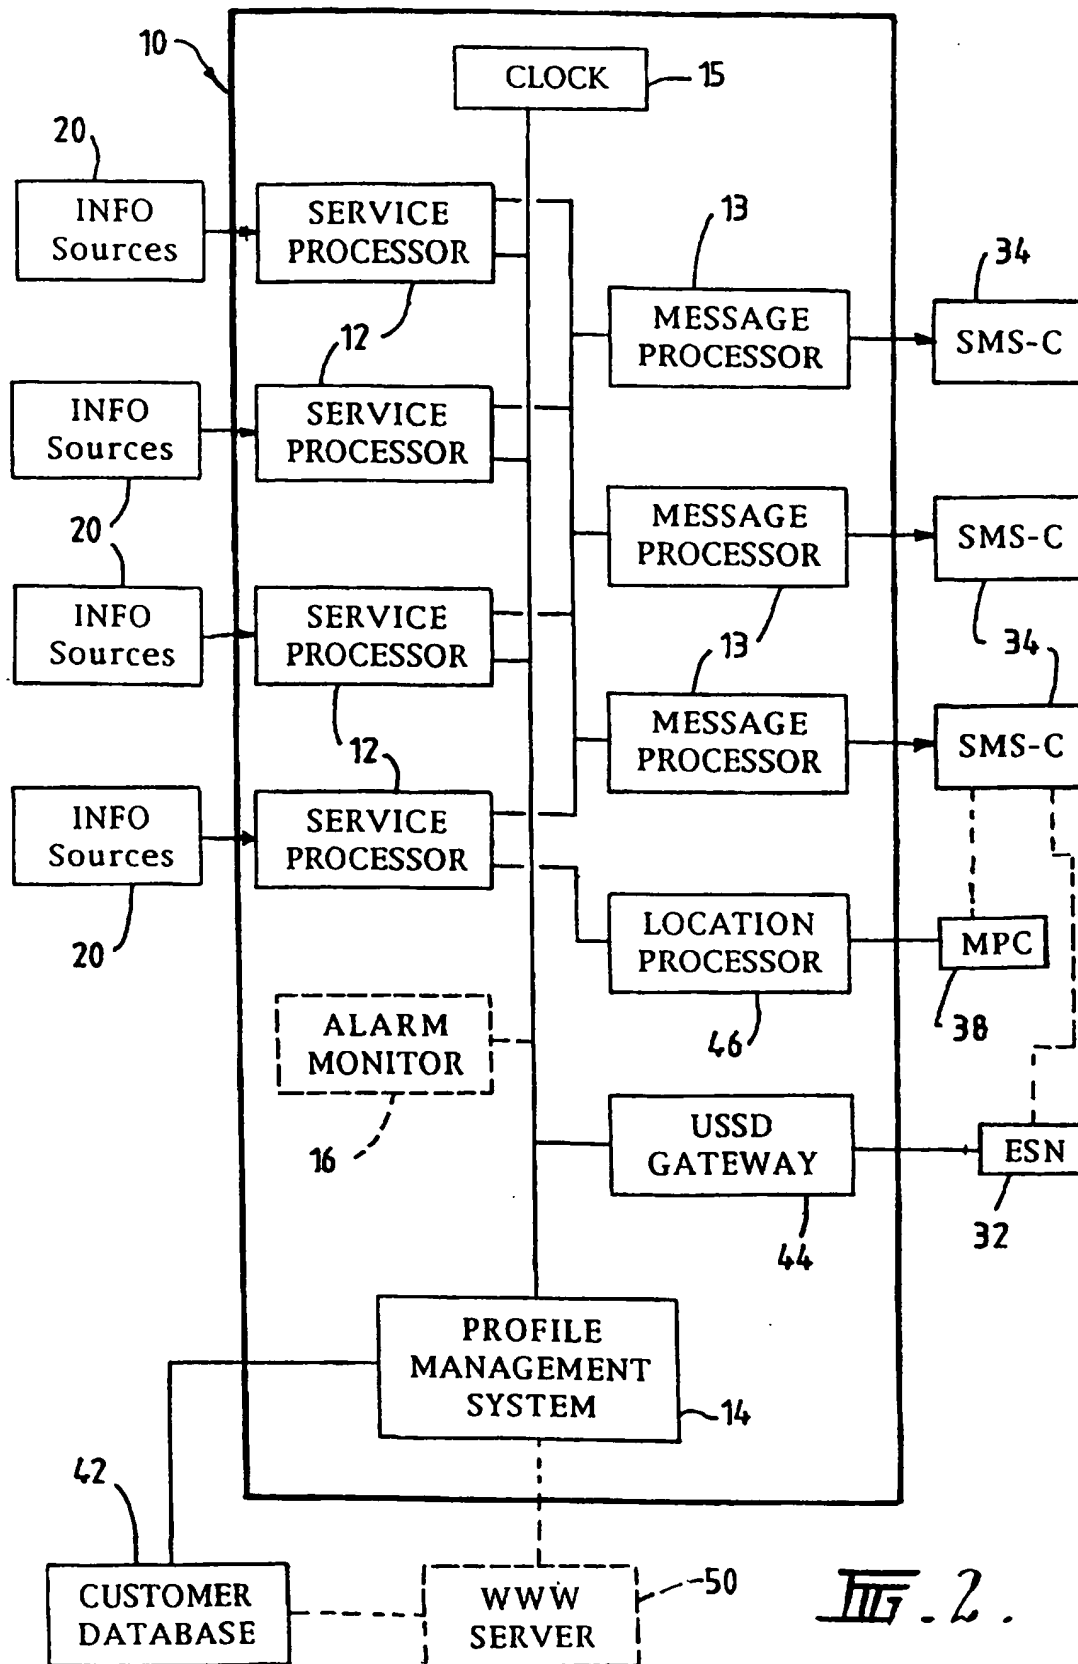 10
CLOCK
15
20
INFO
Sources
SERVICE
PROCESSOR
13
34
12
MESSAGE
PROCESSOR
SMS-C
INFO
Sources
SERVICE
PROCESSOR
20
MESSAGE
PROCESSOR
SMS-C
INFO
Sources
SERVICE
PROCESSOR
13
34
12
MESSAGE
PROCESSOR
SMS-C
INFO
Sources
SERVICE
PROCESSOR
20
LOCATION
PROCESSOR
MPC
ALARM
MONITOR
46
38
16
USSD
GATEWAY
ESN
44
32
PROFILE
MANAGEMENT
SYSTEM
14
42
CUSTOMER
DATABASE
WWW
SERVER
50
FIG. 2.